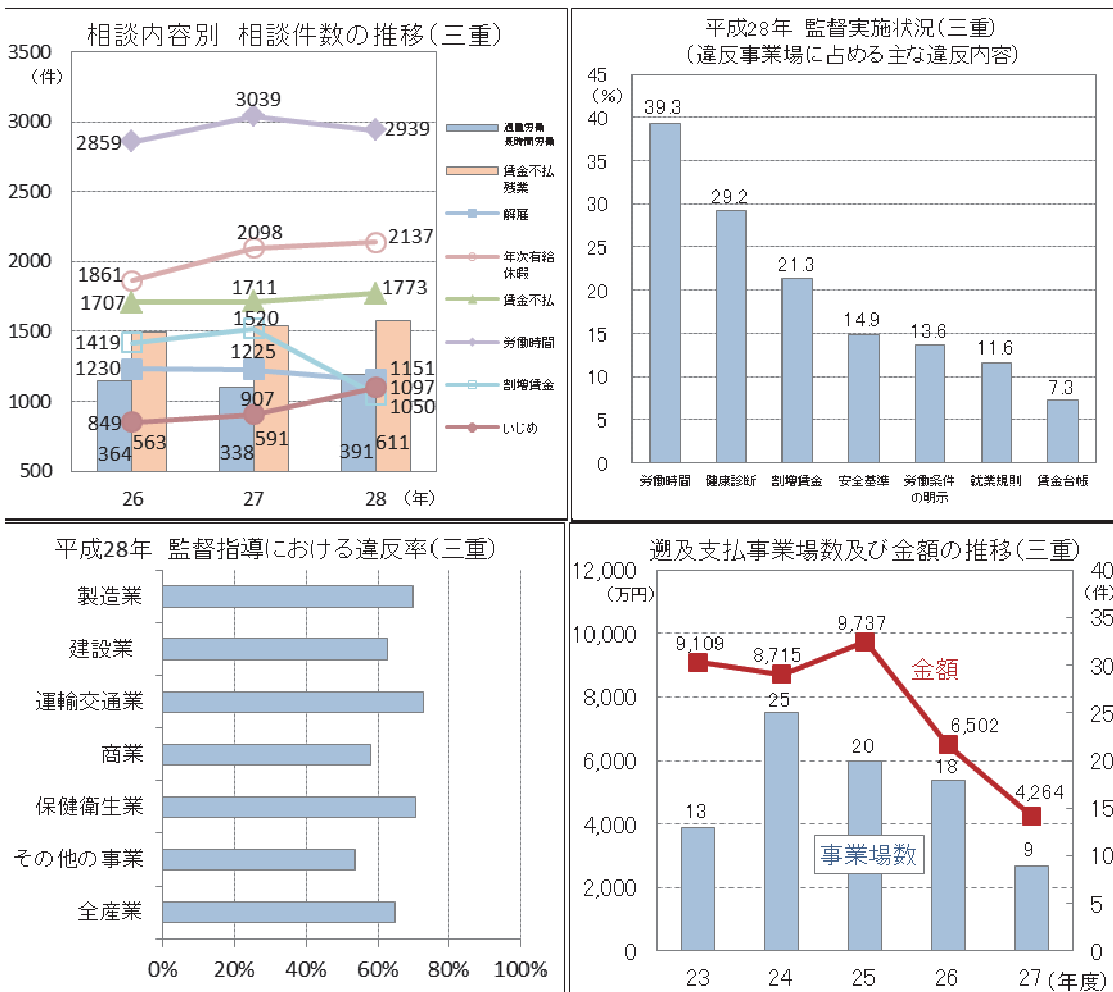 相談内容別 相談件数の推移(三重)
3500
(件)
3000
2500
2000
1500
1000
500
2859
3039
2939
1861
2098
2137
1707
1711
1773
1419
1520
1050
1230
1225
1151
849
907
1097
364
563
338
591
391
611
26
27
28
(年)
過重労働
長時間労働
賃金不払
残業
解雇
年次有給
休暇
賃金不払
労働時間
割増賃金
いじめ
平成28年 監督実施状況(三重)
(違反事業場に占める主な違反内容)
45
(%)
40
35
30
25
20
15
10
5
0
39.3
29.2
21.3
14.9
13.6
11.6
7.3
労働時間
健康診断
割増賃金
安全基準
労働条件
の明示
就業規則
賃金台帳
平成28年 監督指導における違反率(三重)
製造業
建設業
運輸交通業
商業
保健衛生業
その他の事業
全産業
0%
20%
40%
60%
80%
100%
遡及支払事業場数及び金額の推移(三重)
12,000
(万円)
10,000
8,000
6,000
4,000
2,000
0
40
(件)
35
30
25
20
15
10
5
0
9,109
8,715
9,737
6,502
4,264
金額
13
25
20
18
9
事業場数
23
24
25
26
27
(年度)